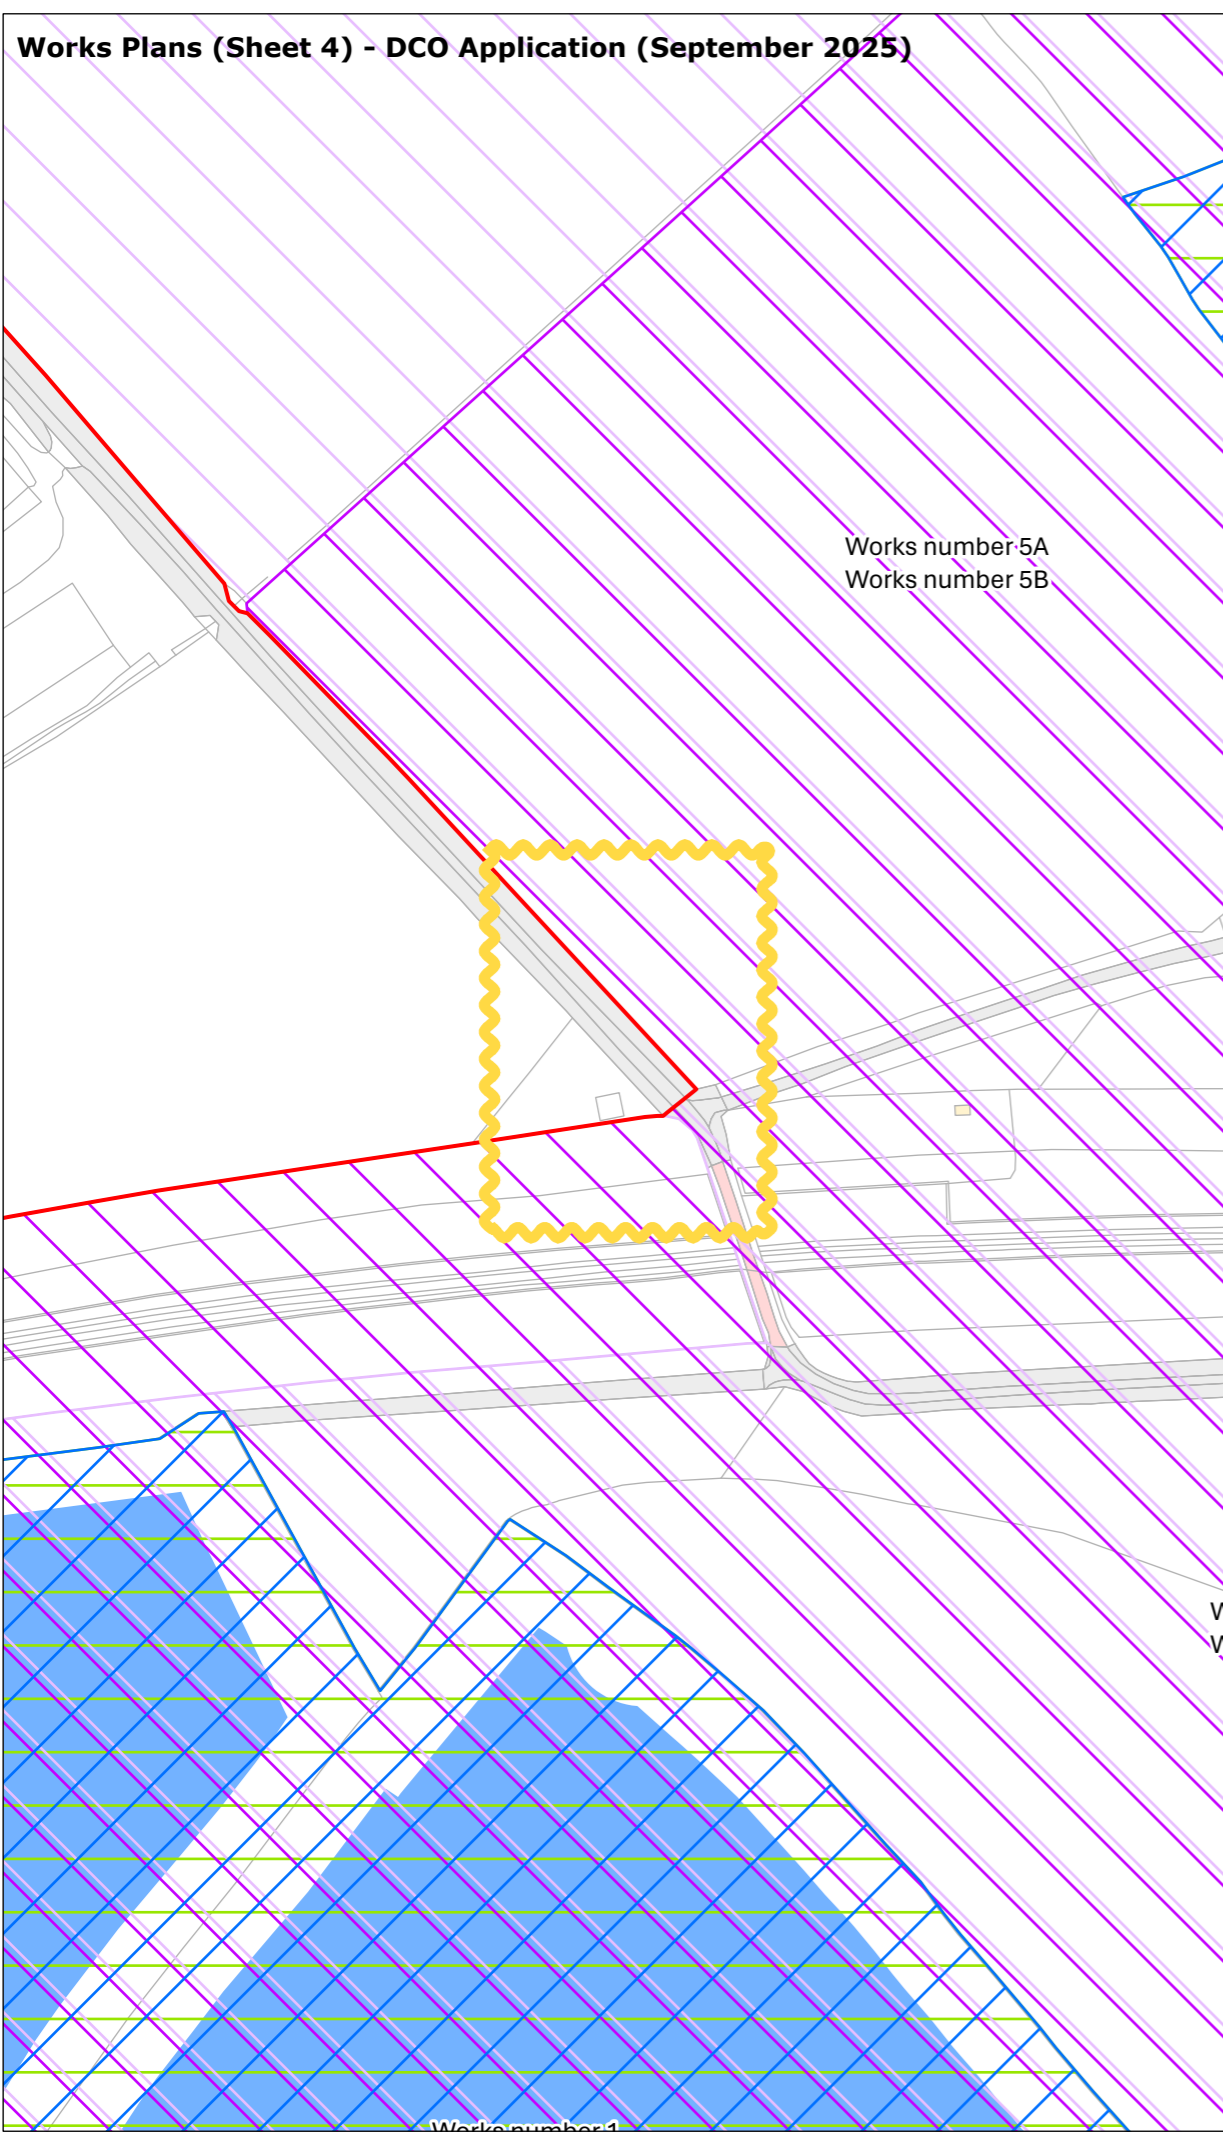 Works Plans (Sheet 4) - DCO Application (September 2025)
Works number 5A
Works number 5B
W
W
Works number 1